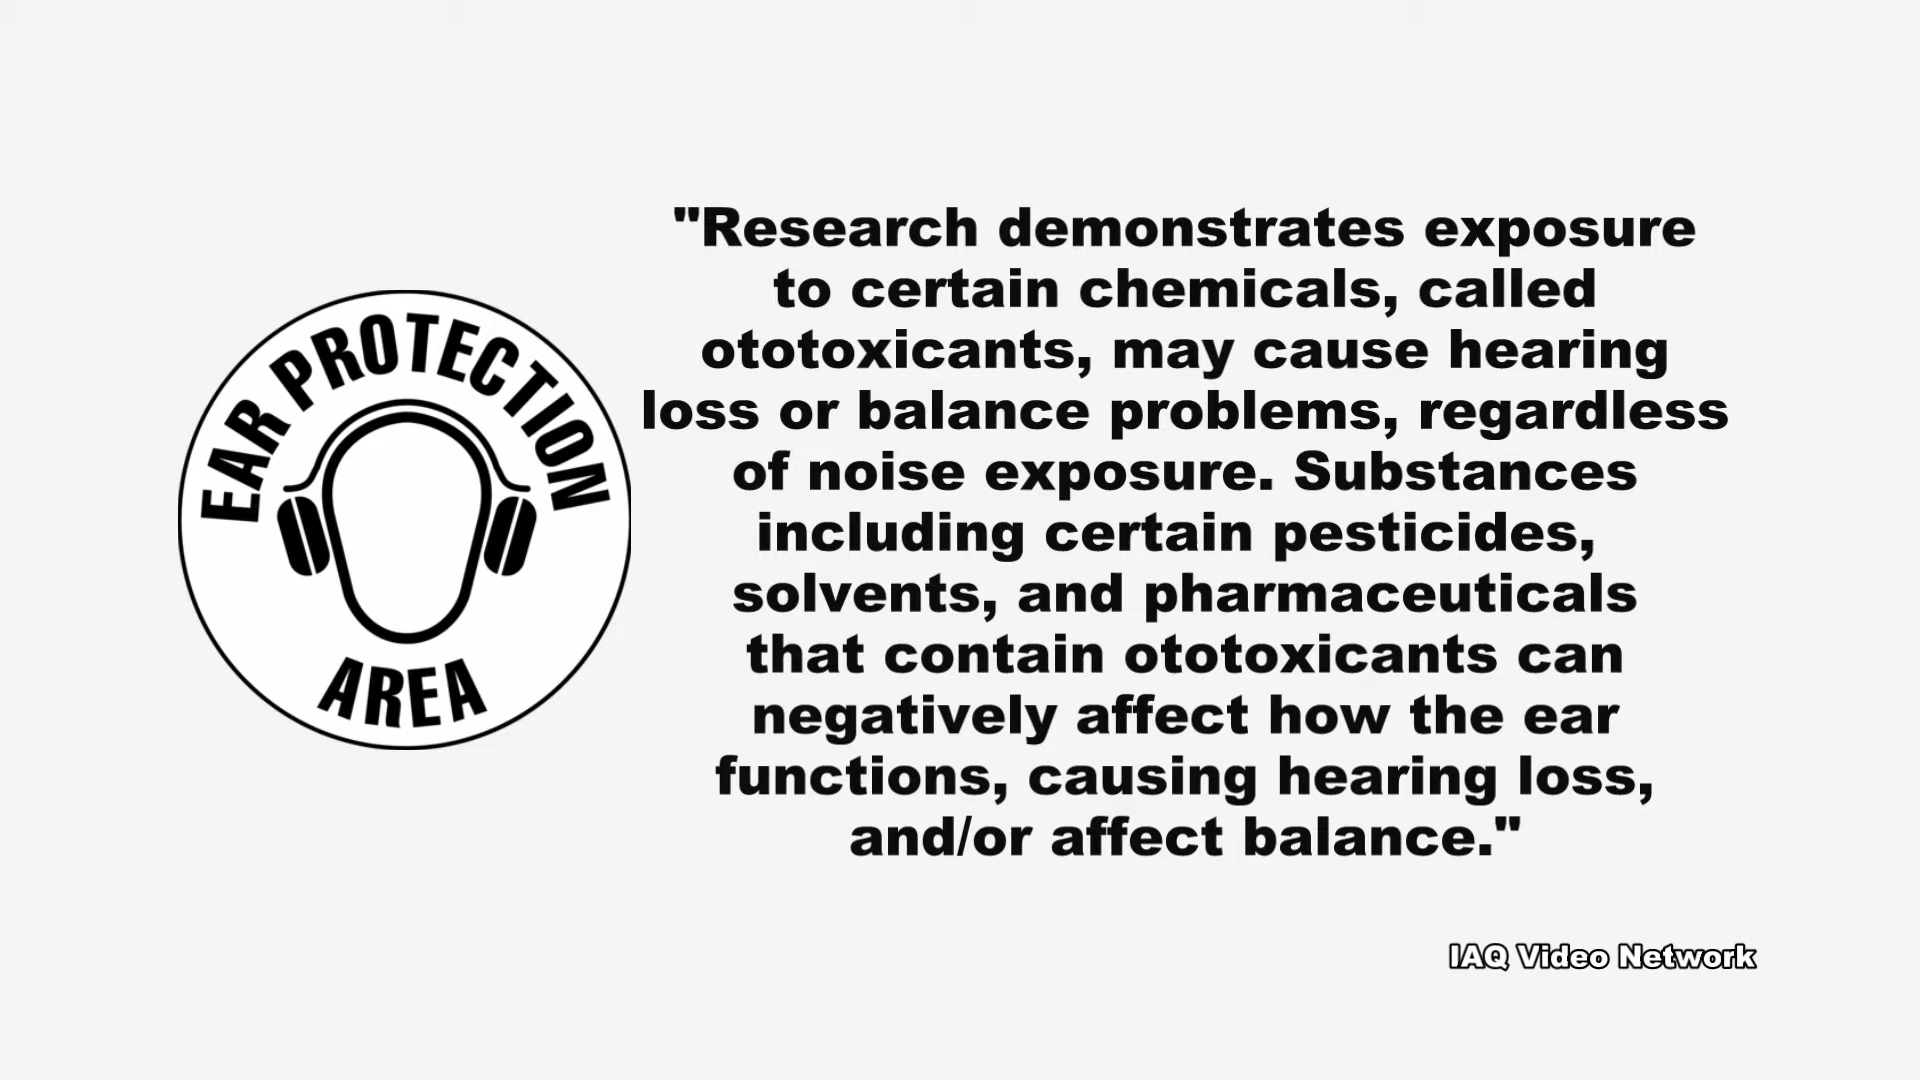 EAR PROTECTION
AREA
"Research demonstrates exposure
to certain chemicals, called
ototoxicants, may cause hearing
loss or balance problems, regardless
of noise exposure. Substances
including certain pesticides,
solvents, and pharmaceuticals
that contain ototoxicants can
negatively affect how the ear
functions, causing hearing loss,
and/or affect balance."
IAQ Video Network